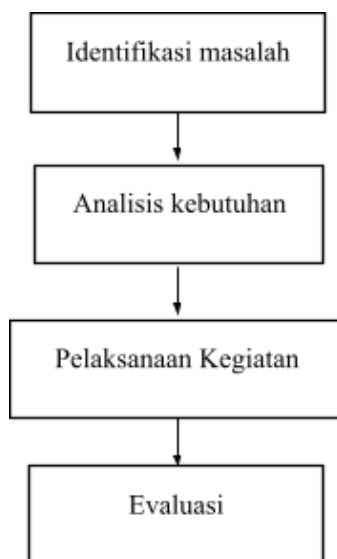 Identifikasi masalah
Analisis kebutuhan
Pelaksanaan Kegiatan
Evaluasi